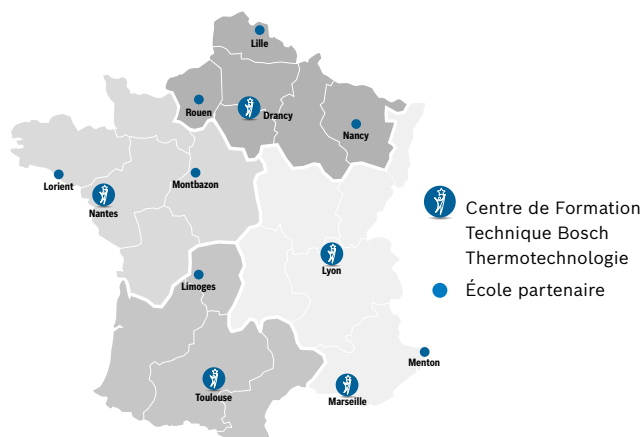 Lille
Rouen
Drancy
Nancy
Lorient
Montbazon
Nantes
Centre de Formation
Technique Bosch
Thermotechnologie
Lyon
Limoges
École partenaire
Menton
Toulouse
Marseille